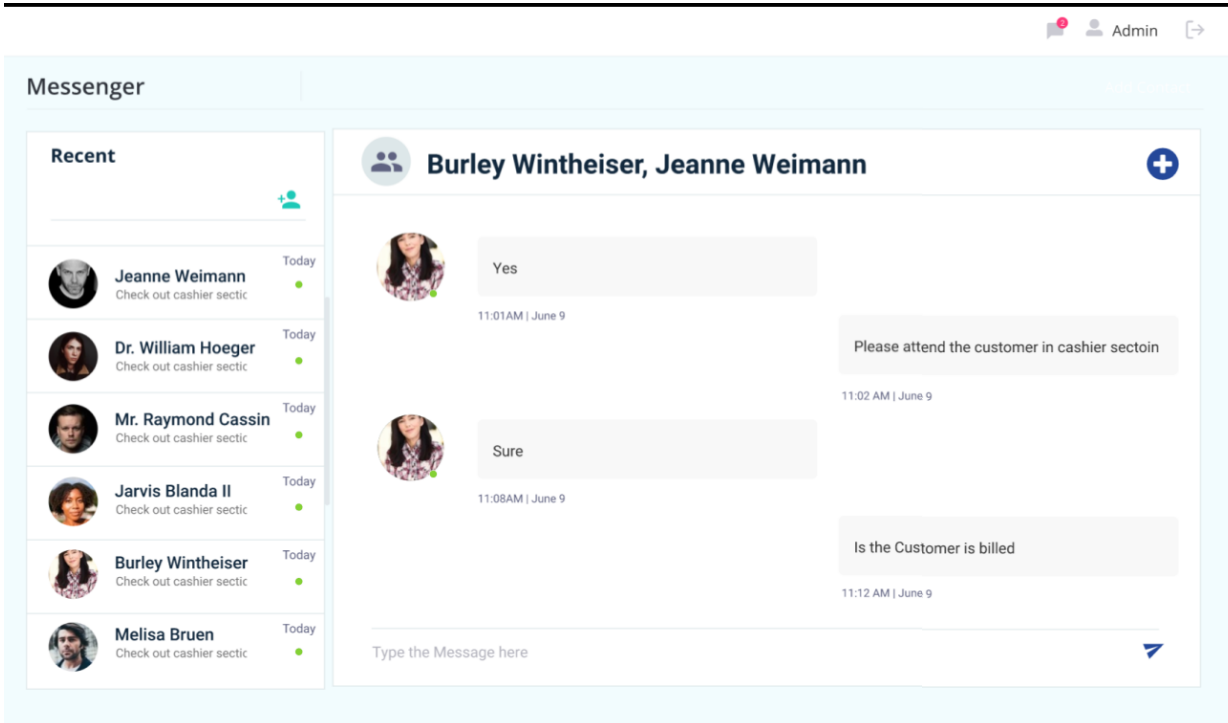 2
Admin
Messenger
Recent
Jeanne Weimann
Today
Check out cashier sectic
Dr. William Hoeger
Today
Check out cashier sectic
Mr. Raymond Cassin
Today
Check out cashier sectic
Jarvis Blanda II
Today
Check out cashier sectic
Burley Wintheiser
Today
Check out cashier sectic
Melisa Bruen
Today
Check out cashier sectic
Burley Wintheiser, Jeanne Weimann
Yes
11:01AM | June 9
Please attend the customer in cashier sectoin
11:02 AM | June 9
Sure
11:08AM | June 9
Is the Customer is billed
11:12 AM | June 9
Type the Message here